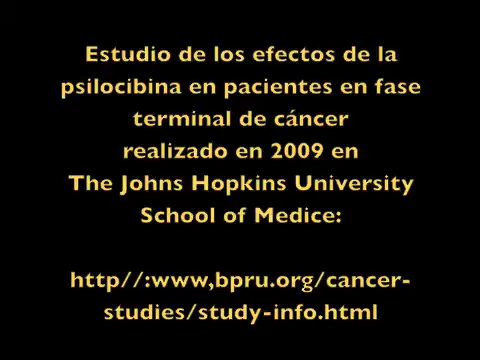 Estudio de los efectos de la
psilocibina en pacientes en fase
terminal de cáncer
realizado en 2009 en
The Johns Hopkins University
School of Medice:
http//:www,bpru.org/cancer-
studies/study-info.html